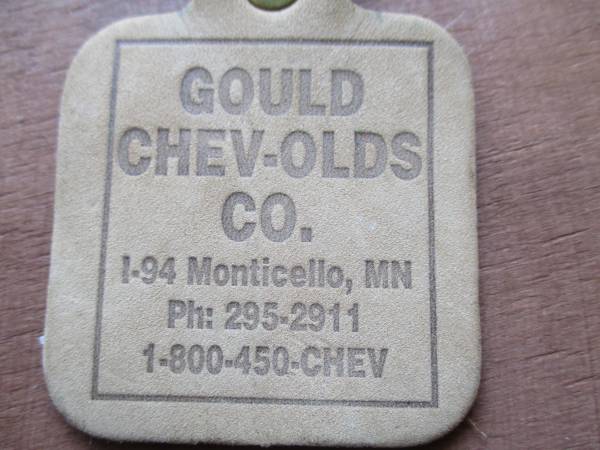 GOULD
CHEV-OLDS
CO.
I-94 Monticello, MN
Ph: 295-2911
1-800-450-CHEV